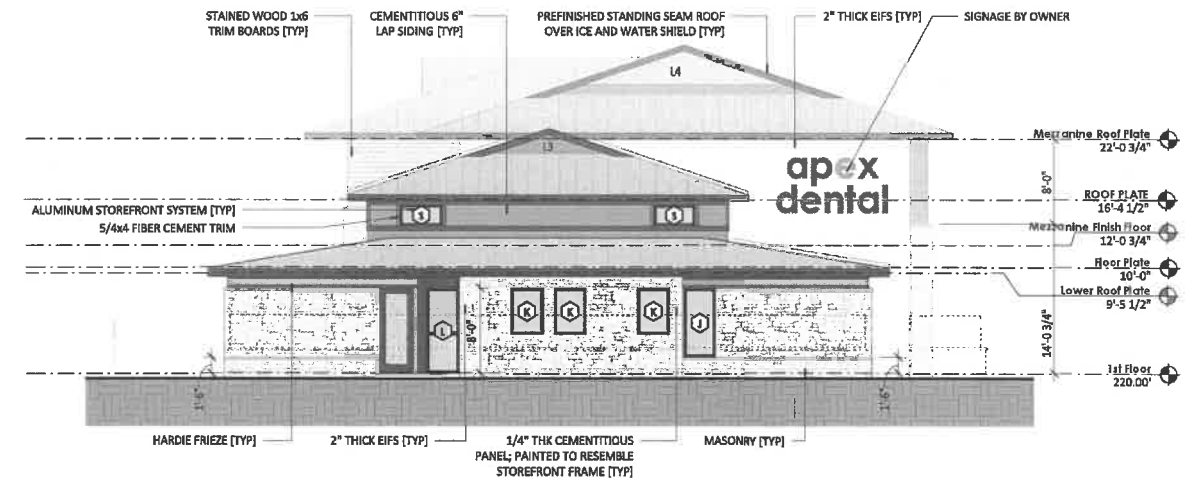 STAINED WOOD 1x6
TRIM BOARDS [TYP]
CEMENTITIOUS 6"
LAP SIDING [TYP]
PREFINISHED STANDING SEAM ROOF
OVER ICE AND WATER SHIELD [TYP]
2" THICK EIFS [TYP]
SIGNAGE BY OWNER
L4
L3
apex
dental
Mezzanine Roof Plate
22'-0 3/4"
8'-0"
ROOF PLATE
16'-4 1/2"
Mezzanine Finish Floor
12'-0 3/4"
Floor Plate
10'-0"
Lower Roof Plate
9'-5 1/2"
14'-0 3/4"
1st Floor
220.00'
ALUMINUM STOREFRONT SYSTEM [TYP]
5/4x4 FIBER CEMENT TRIM
S
S
L
8'-0"
K
K
K
J
1'-6"
1'-6"
HARDIE FRIEZE [TYP]
2" THICK EIFS [TYP]
1/4" THK CEMENTITIOUS
PANEL; PAINTED TO RESEMBLE
STOREFRONT FRAME [TYP]
MASONRY [TYP]